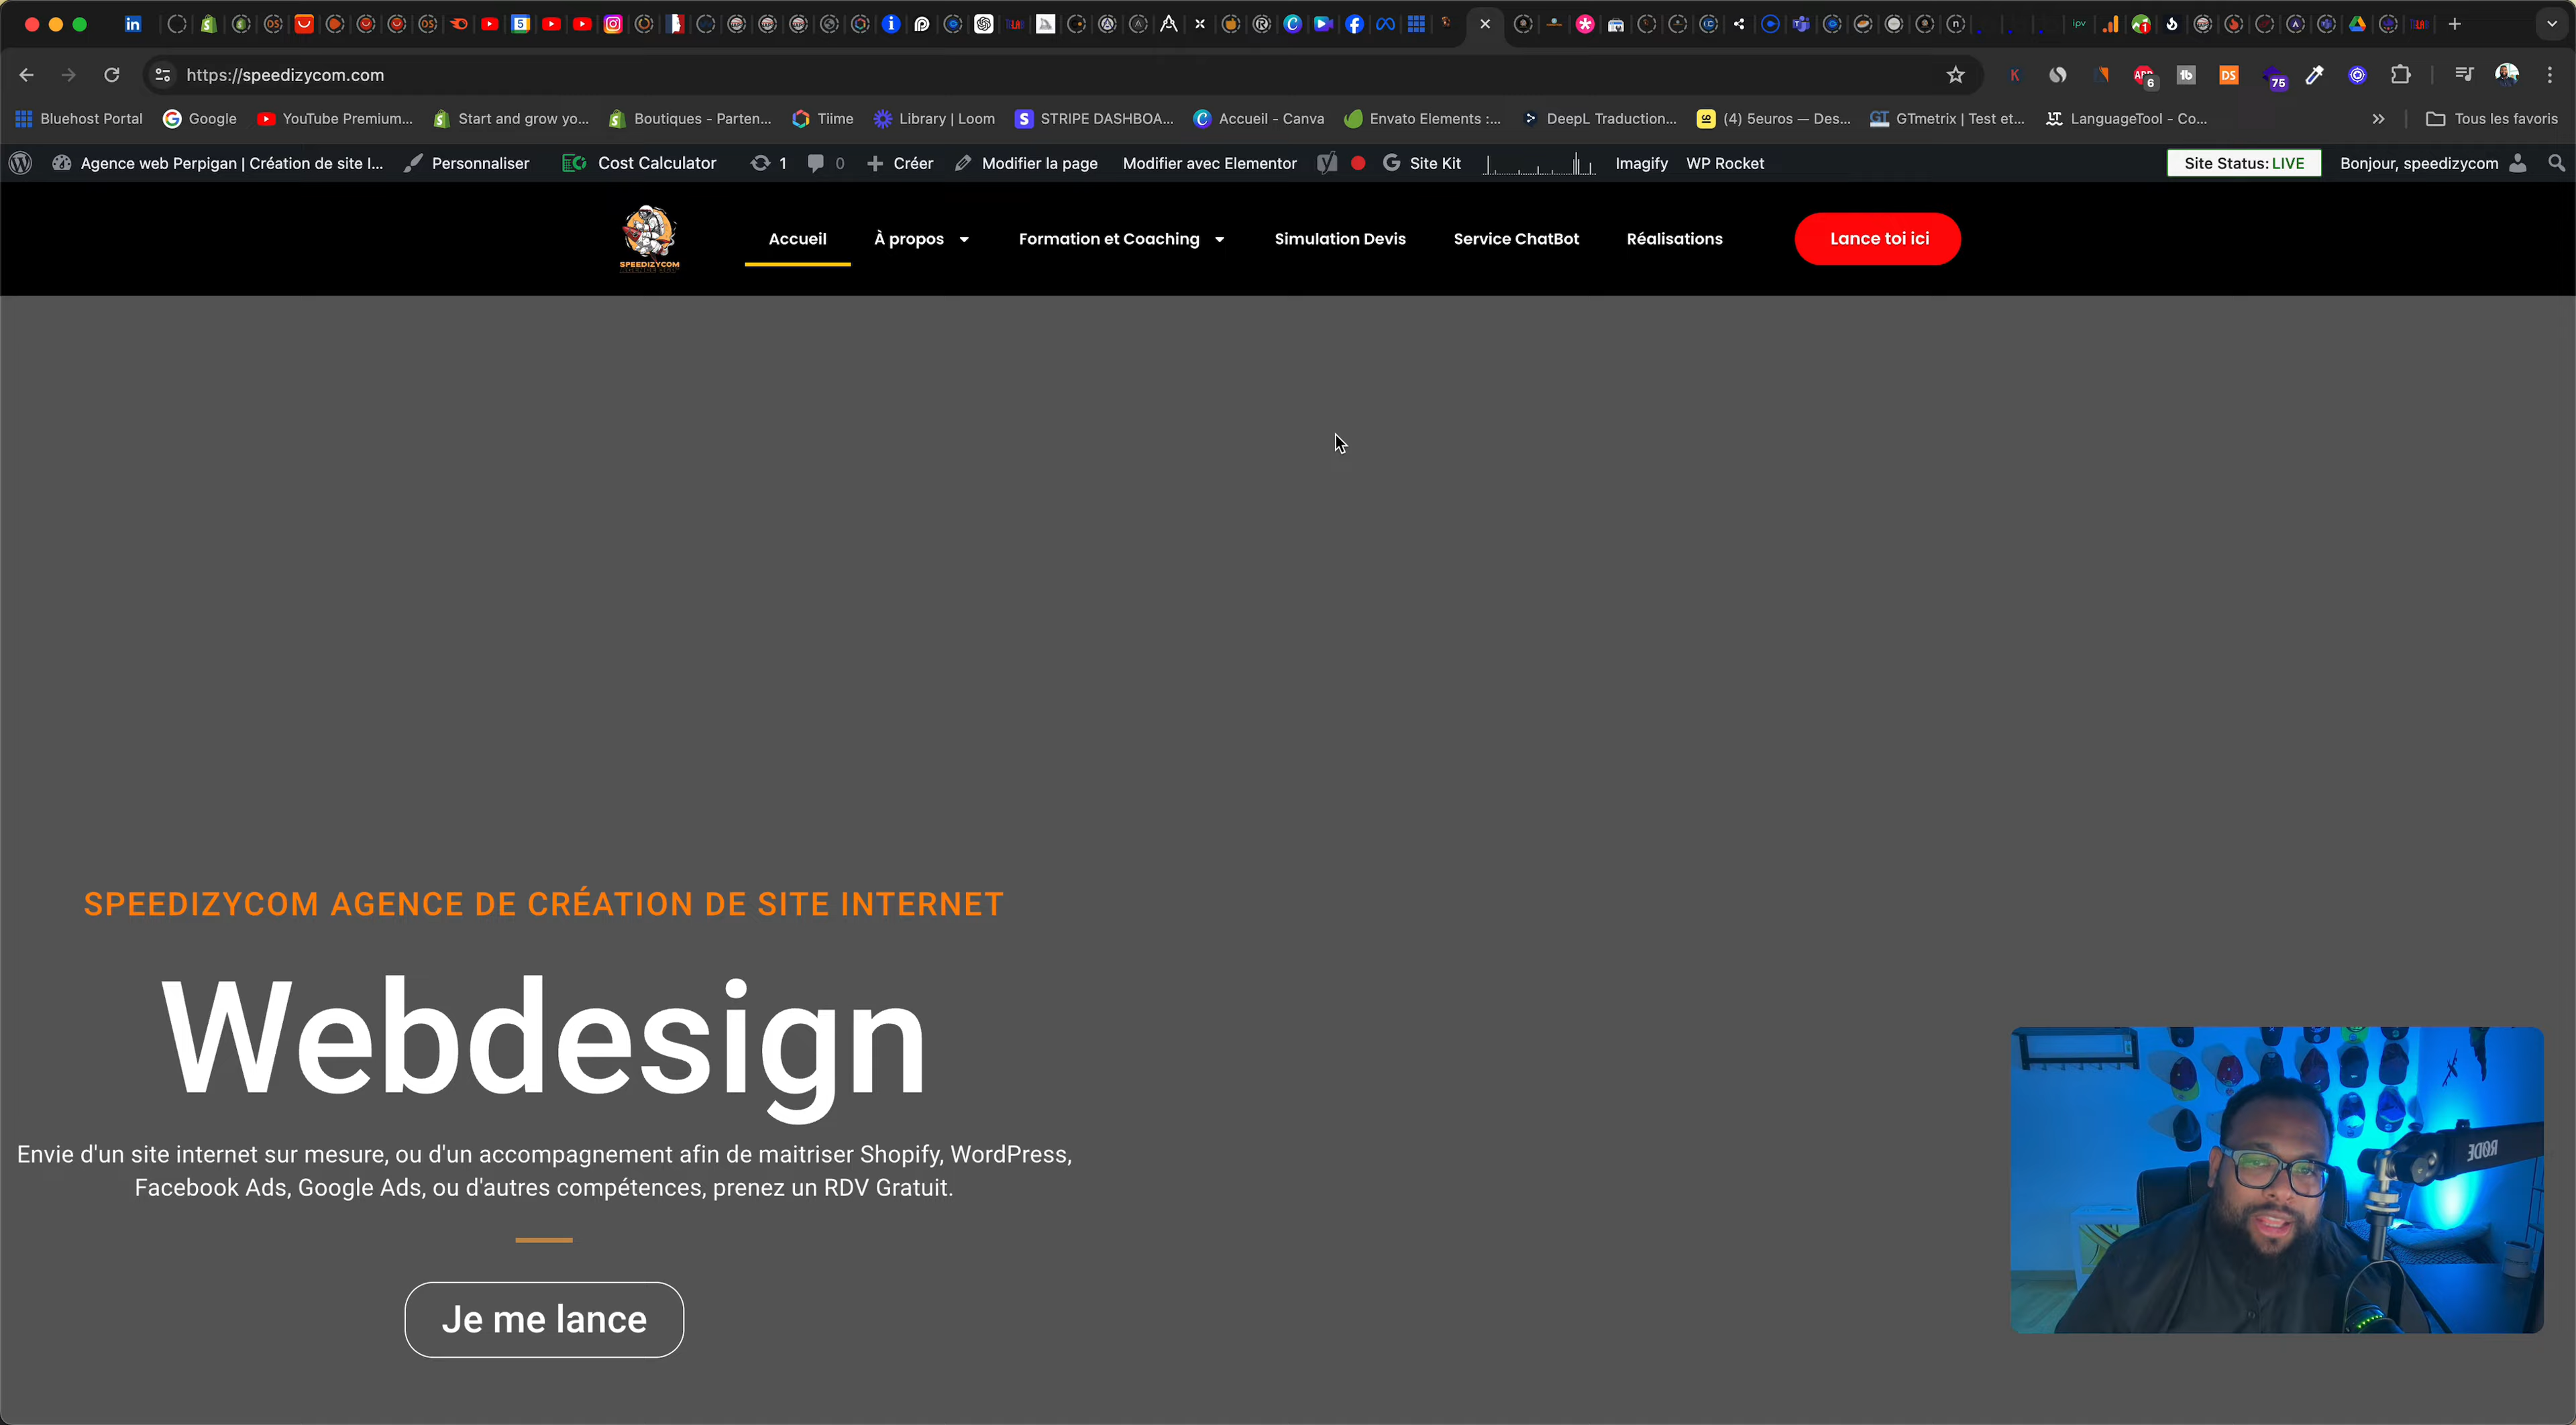 https://speedizycom.com
6
75
Bluehost Portal Google YouTube Premium... Start and grow yo... Boutiques - Parten... Tiime Library | Loom STRIPE DASHBOA... Accueil - Canva Envato Elements :... DeepL Traduction... (4) 5euros — Des... GTmetrix | Test et... LanguageTool - Co... Tous les favoris
Agence web Perpigan | Création de site I... Personnaliser Cost Calculator 1 0 Créer Modifier la page Modifier avec Elementor Site Kit Imagify WP Rocket Site Status: LIVE Bonjour, speedizycom
SPEEDIZYCOM
Accueil À propos Formation et Coaching Simulation Devis Service ChatBot Réalisations Lance toi ici
SPEEDIZYCOM AGENCE DE CRÉATION DE SITE INTERNET
Webdesign
Envie d'un site internet sur mesure, ou d'un accompagnement afin de maitriser Shopify, WordPress,
Facebook Ads, Google Ads, ou d'autres compétences, prenez un RDV Gratuit.
Je me lance
RØDE